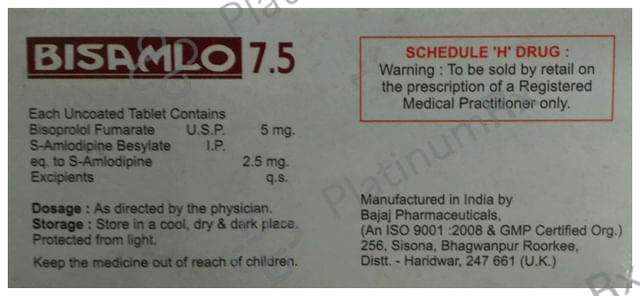 BISAMLO 7.5
Each Uncoated Tablet Contains
Bisoprolol Fumarate U.S.P. 5 mg.
S-Amlodipine Besylate I.P.
eq. to S-Amlodipine 2.5 mg.
Excipients q.s.
Dosage : As directed by the physician.
Storage : Store in a cool, dry & dark place.
Protected from light.
Keep the medicine out of reach of children.
SCHEDULE 'H' DRUG :
Warning : To be sold by retail on
the prescription of a Registered
Medical Practitioner only.
Manufactured in India by
Bajaj Pharmaceuticals,
(An ISO 9001 :2008 & GMP Certified Org.)
256, Sisona, Bhagwanpur Roorkee,
Distt. - Haridwar, 247 661 (U.K.)
PlatinumRx